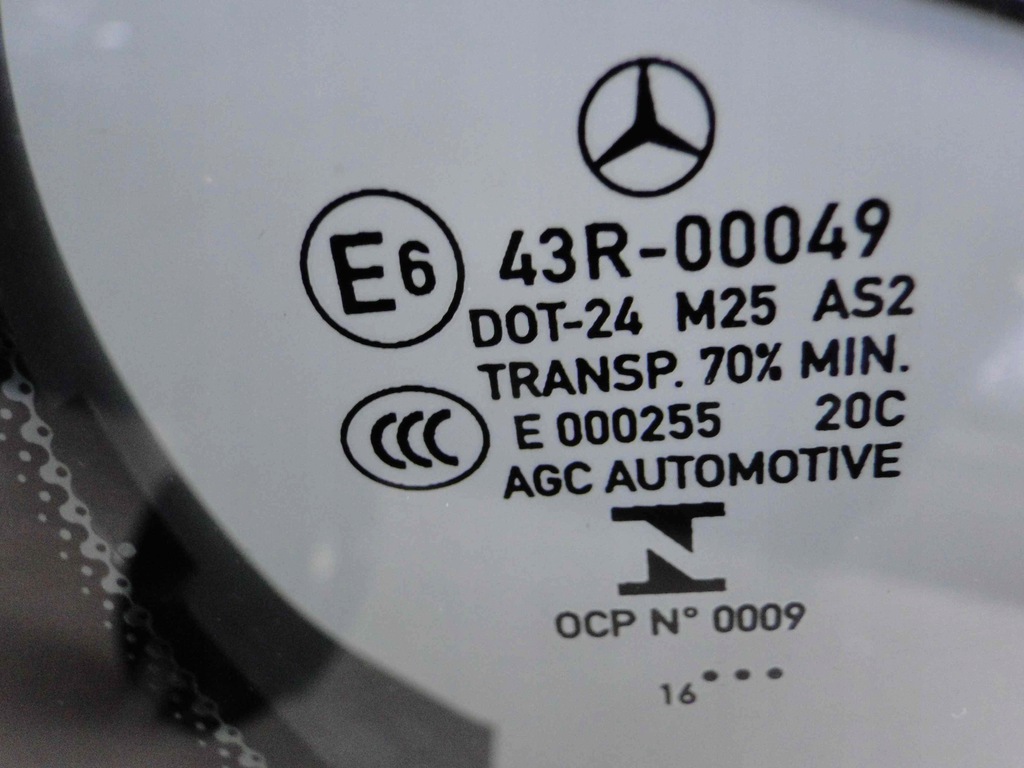 E6 43R-00049
DOT-24 M25 AS2
TRANSP. 70% MIN.
CCC E 000255 20C
AGC AUTOMOTIVE
OCP N° 0009
16 •••